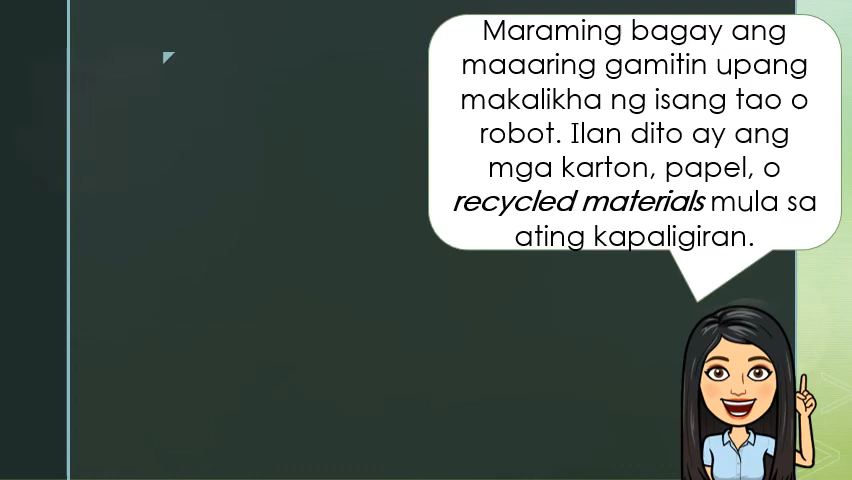 Maraming bagay ang
maaaring gamitin upang
makalikha ng isang tao o
robot. Ilan dito ay ang
mga karton, papel, o
recycled materials mula sa
ating kapaligiran.